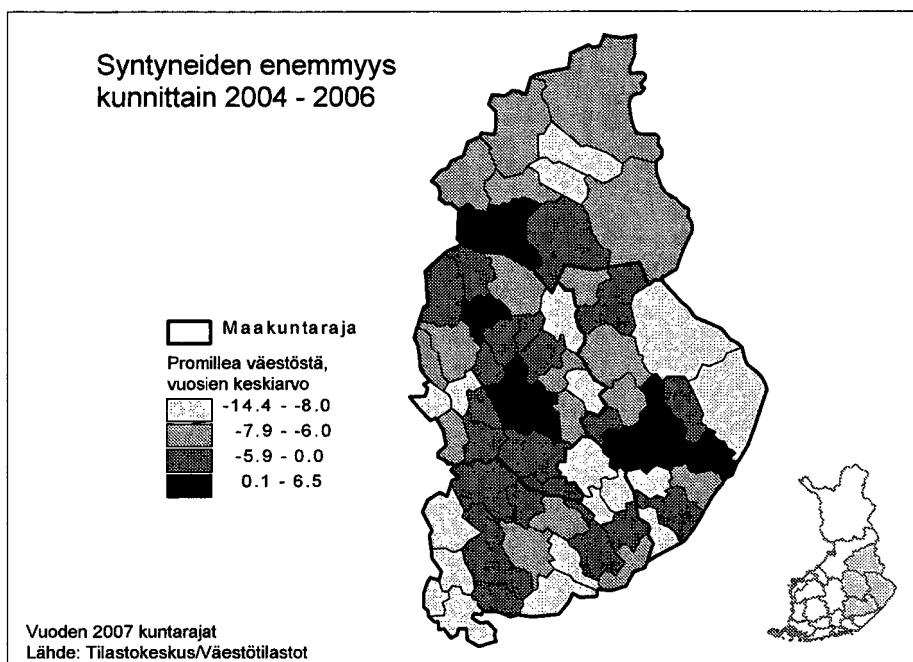 Syntyneiden enemmyys
kunnittain 2004 - 2006
Maakuntaraja
Promillea väestöstä,
vuosien keskiarvo
-14.4 - -8.0
-7.9 - -6.0
-5.9 - 0.0
0.1 - 6.5
Vuoden 2007 kuntarajat
Lähde: Tilastokeskus/Väestötilastot